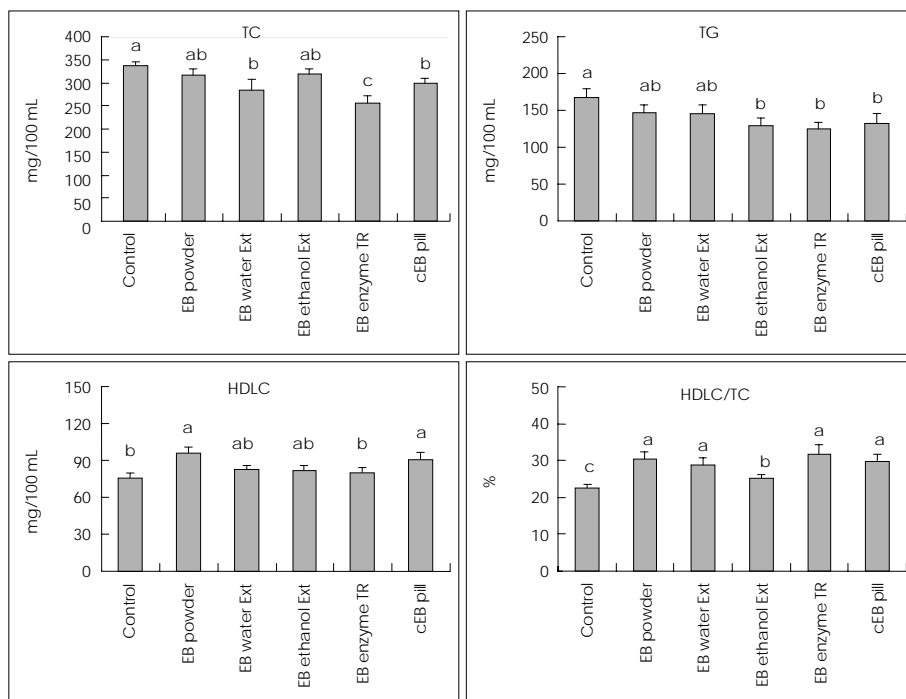 TC
400
350
300
250
200
300
100
50
0
mg/100 mL
a
ab
b
ab
c
b
Control
EB powder
EB water Ext
EB ethanol Ext
EB enzyme TR
cEB pill
TG
200
150
100
50
0
mg/100 mL
a
ab
ab
b
b
b
Control
EB powder
EB water Ext
EB ethanol Ext
EB enzyme TR
cEB pill
HDLC
150
120
90
60
30
0
mg/100 mL
b
a
ab
ab
b
a
Control
EB powder
EB water Ext
EB ethanol Ext
EB enzyme TR
cEB pill
HDLC/TC
50
40
30
20
10
0
%
c
a
a
b
a
a
Control
EB powder
EB water Ext
EB ethanol Ext
EB enzyme TR
cEB pill